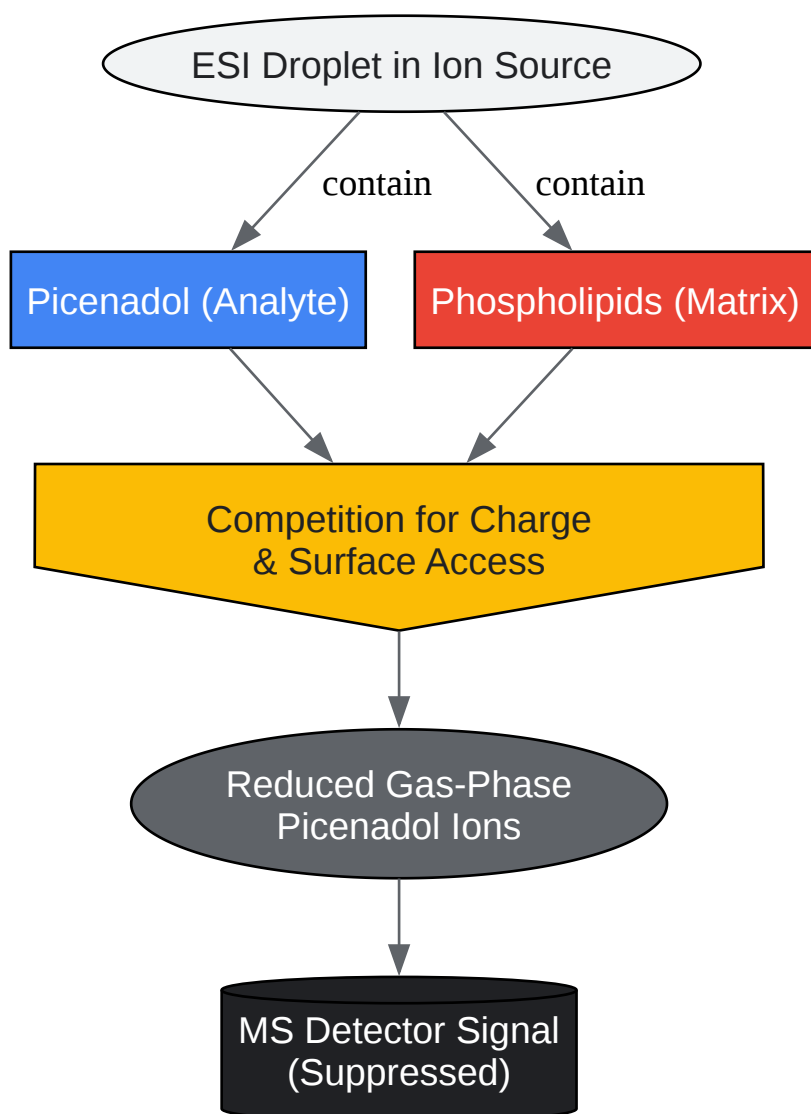 ESI Droplet in Ion Source
contain
contain
Picenadol (Analyte)
Phospholipids (Matrix)
Competition for Charge
& Surface Access
Reduced Gas-Phase
Picenadol Ions
MS Detector Signal
(Suppressed)